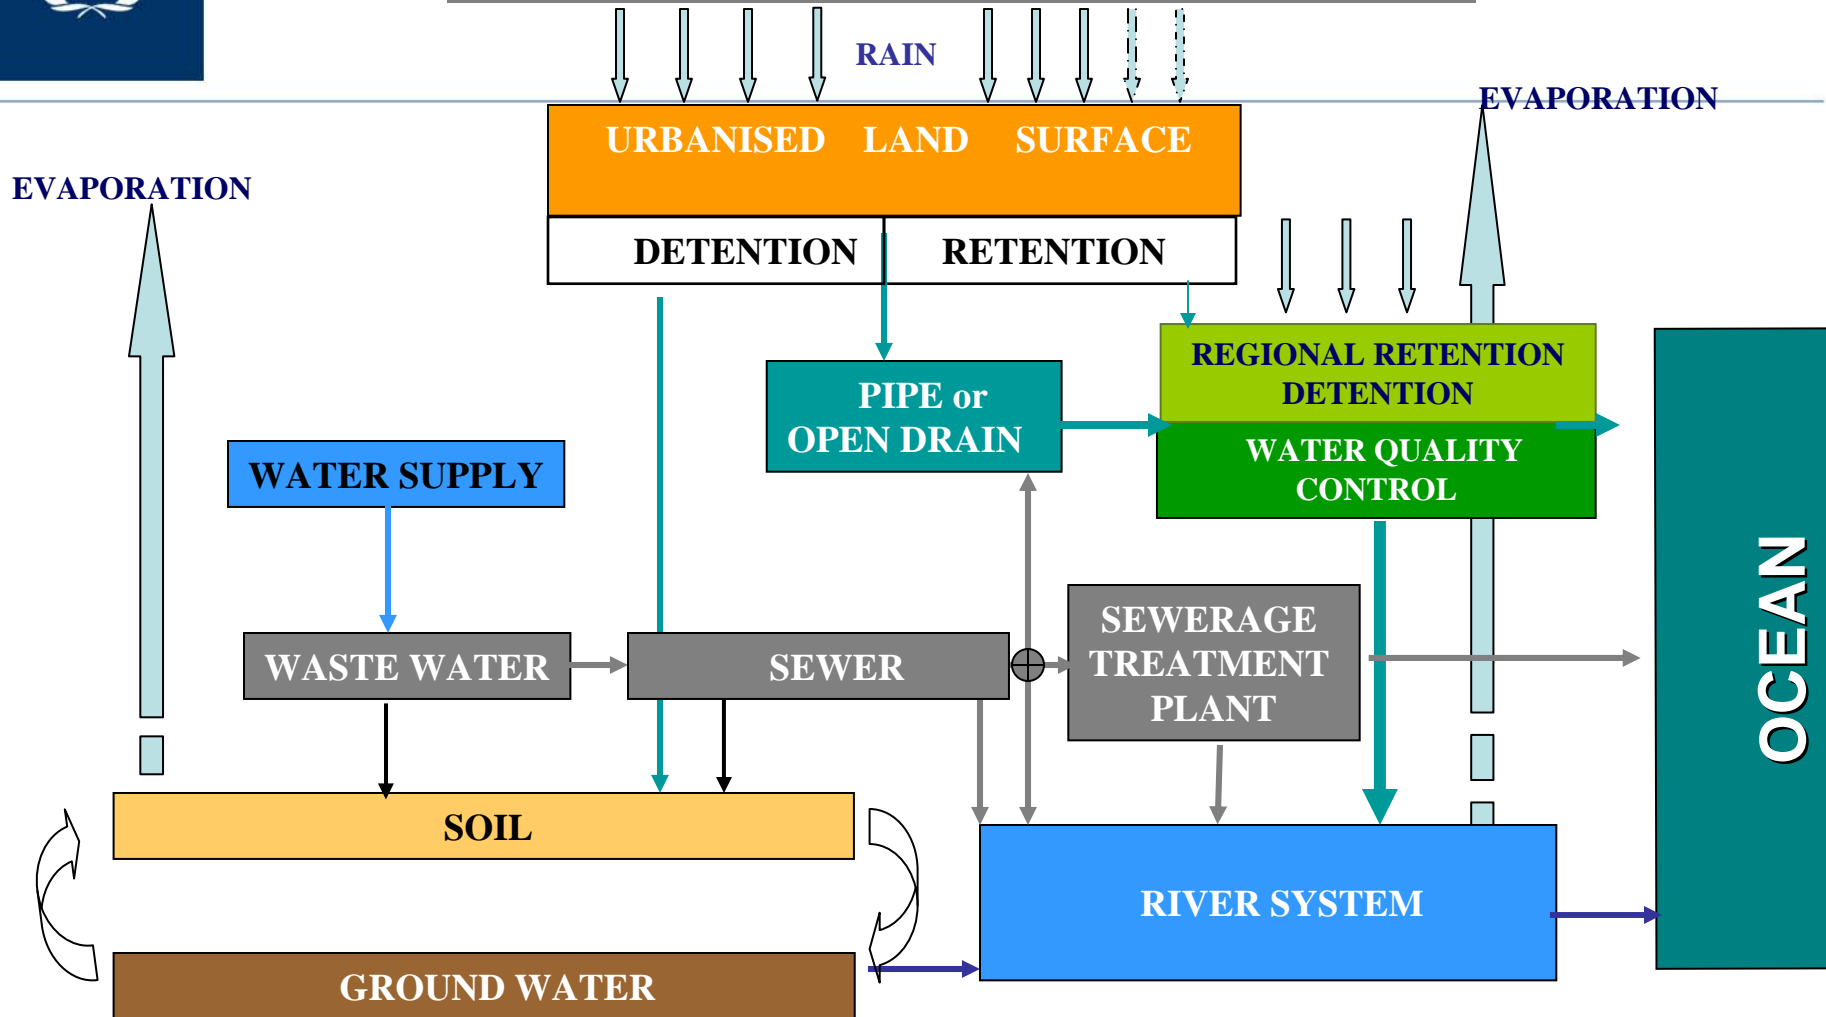 RAIN
EVAPORATION
URBANISED LAND SURFACE
EVAPORATION
DETENTION
RETENTION
REGIONAL RETENTION
DETENTION
PIPE or
OPEN DRAIN
WATER QUALITY
CONTROL
WATER SUPPLY
OCEAN
SEWERAGE
TREATMENT
PLANT
WASTE WATER
SEWER
SOIL
RIVER SYSTEM
GROUND WATER